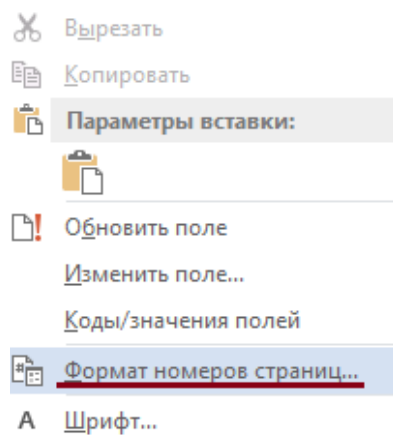 Вырезать
Копировать
Параметры вставки:
Обновить поле
Изменить поле...
Коды/значения полей
Формат номеров страниц...
Шрифт...